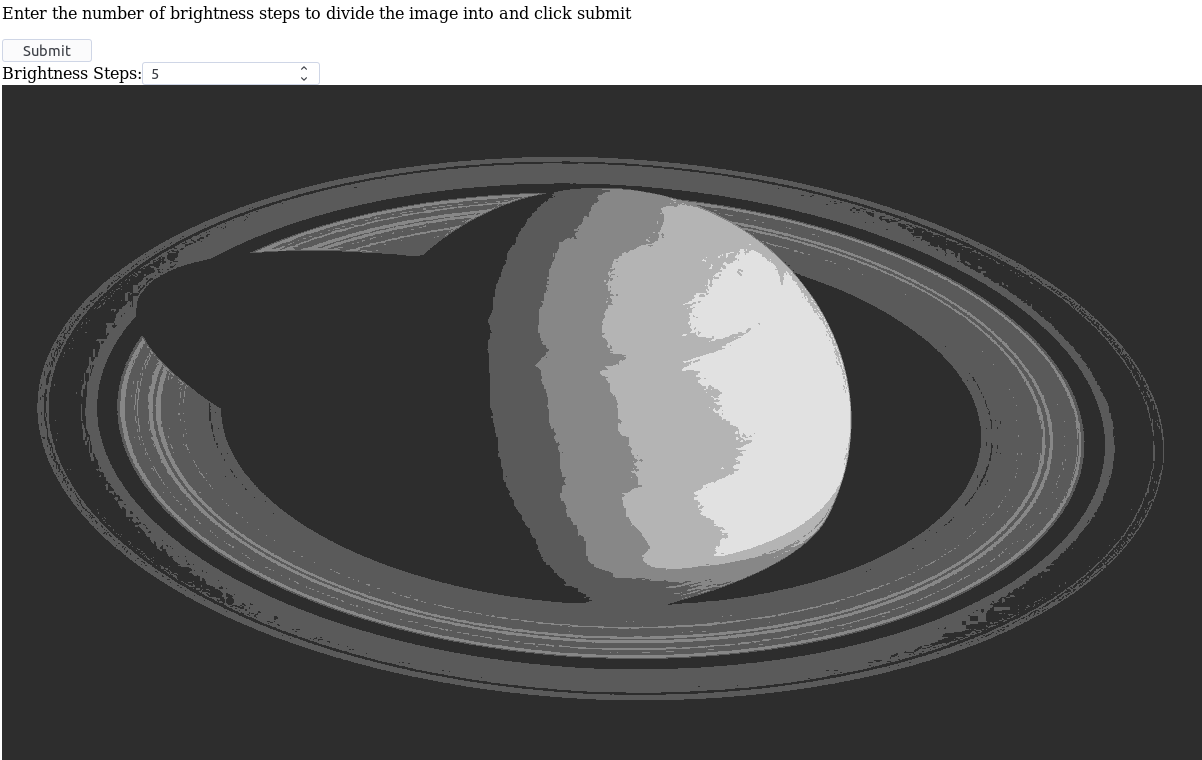 Enter the number of brightness steps to divide the image into and click submit
Submit
Brightness Steps: 5